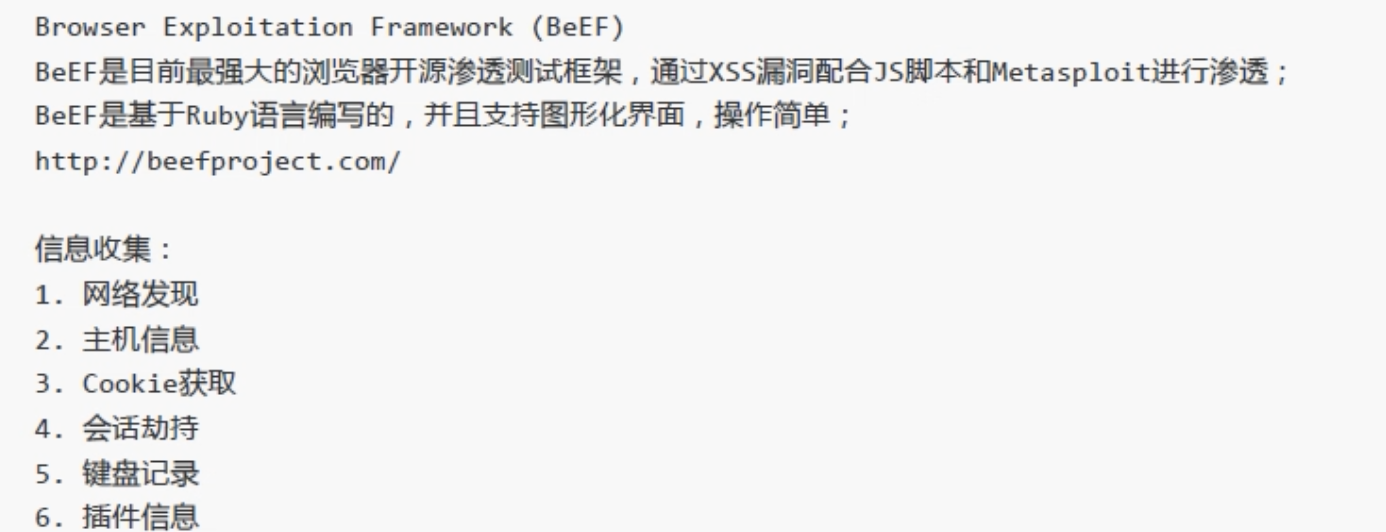 Browser Exploitation Framework (BeEF)
BeEF是目前最强大的浏览器开源渗透测试框架，通过XSS漏洞配合JS脚本和Metasploit进行渗透；
BeEF是基于Ruby语言编写的，并且支持图形化界面，操作简单；
http://beefproject.com/
信息收集：
1. 网络发现
2. 主机信息
3. Cookie获取
4. 会话劫持
5. 键盘记录
6. 插件信息